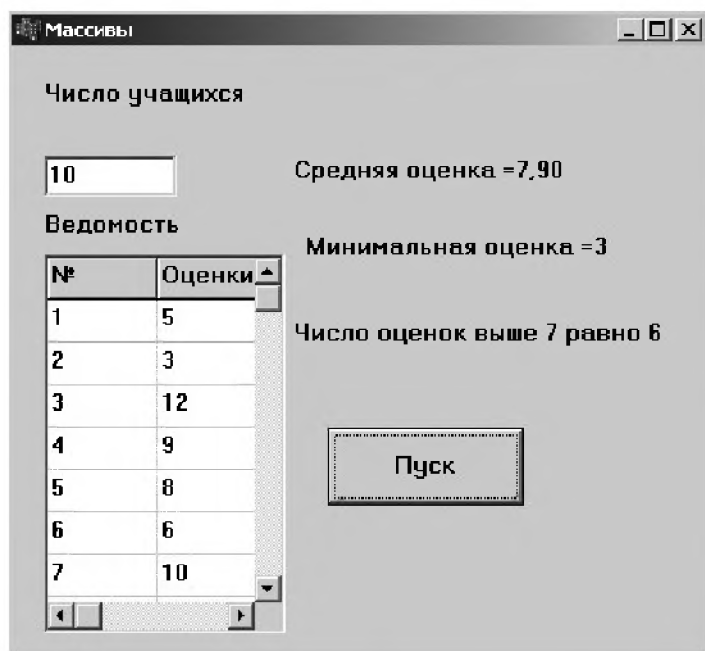 Массивы
Число учащихся
10
Средняя оценка =7,90
Ведомость
Минимальная оценка =3
№ Оценки
1 5
Число оценок выше 7 равно 6
2 3
3 12
4 9
Пуск
5 8
6 6
7 10